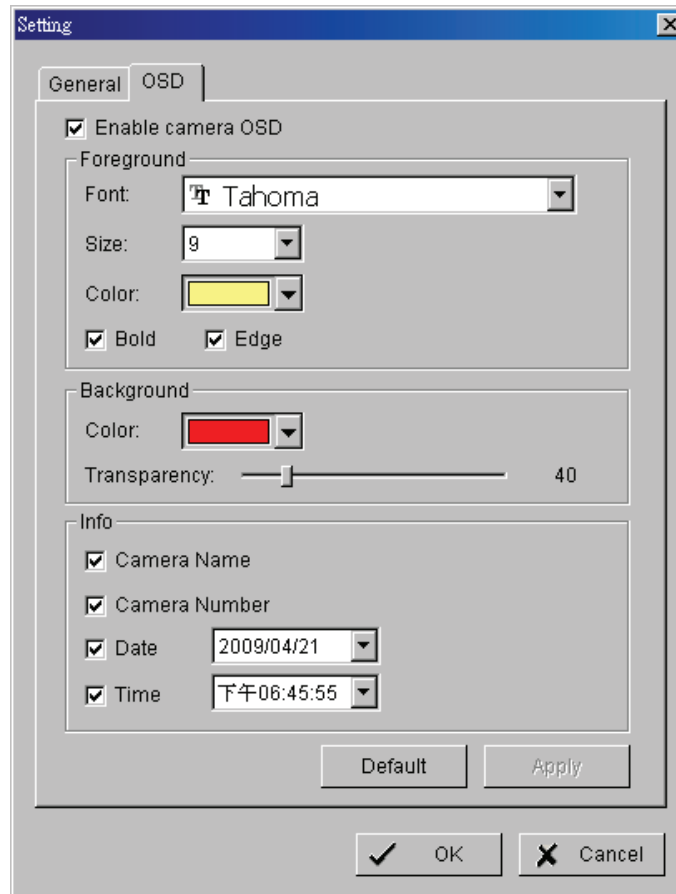 Setting
General OSD
Enable camera OSD
Foreground
Font: Tahoma
Size: 9
Color:
Bold Edge
Background
Color:
Transparency: 40
Info
Camera Name
Camera Number
Date 2009/04/21
Time 下午06:45:55
Default Apply
OK Cancel